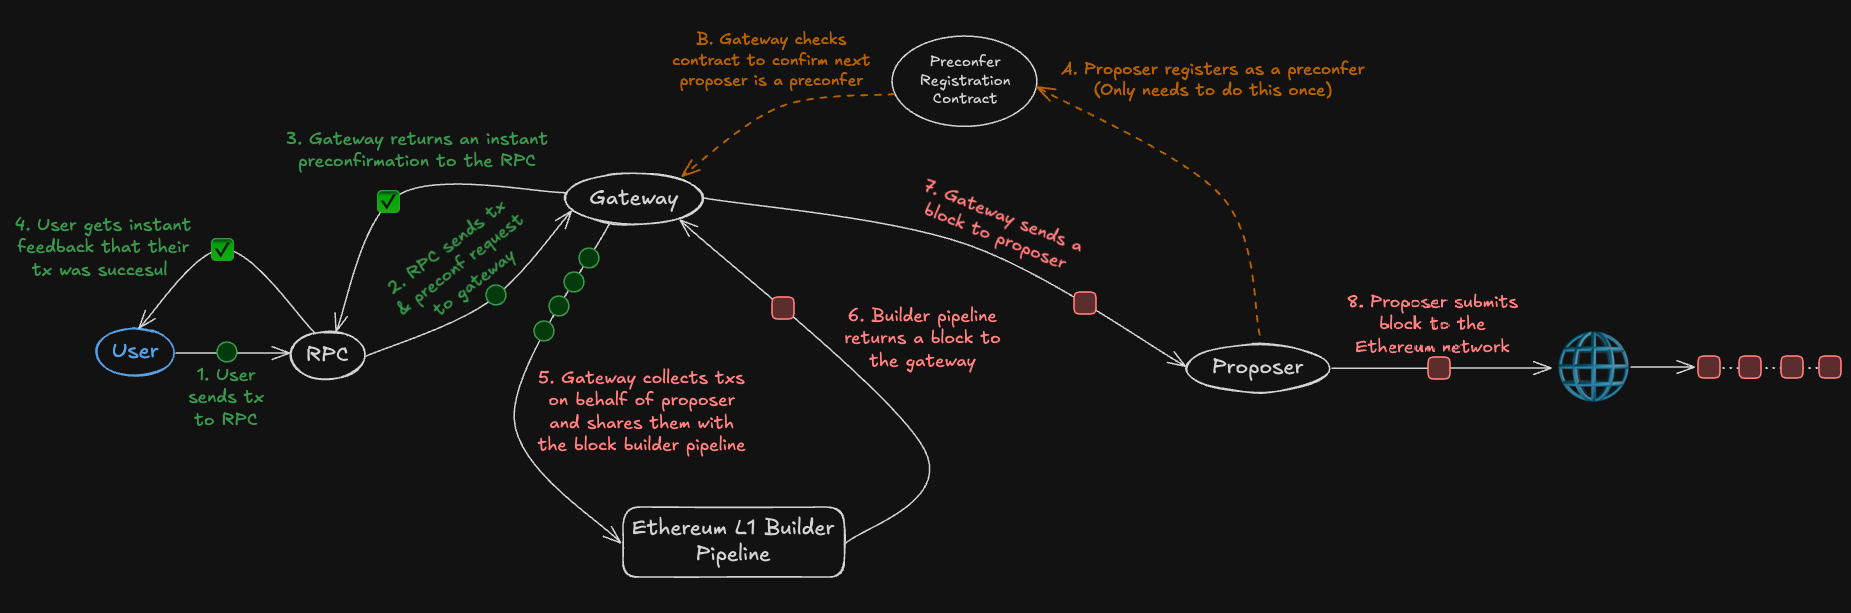 B. Gateway checks
contract to confirm next
proposer is a preconfer
Preconfer
Registration
Contract
A. Proposer registers as a preconfer
(Only needs to do this once)
3. Gateway returns an instant
preconfirmation to the RPC
Gateway
4. User gets instant
feedback that their
tx was succesul
2. RPC sends tx
& preconf request
to gateway
7. Gateway sends a
block to proposer
User
RPC
1. User
sends tx
to RPC
5. Gateway collects txs
on behalf of proposer
and shares them with
the block builder pipeline
6. Builder pipeline
returns a block to
the gateway
Proposer
8. Proposer submits
block to the
Ethereum network
Ethereum L1 Builder
Pipeline